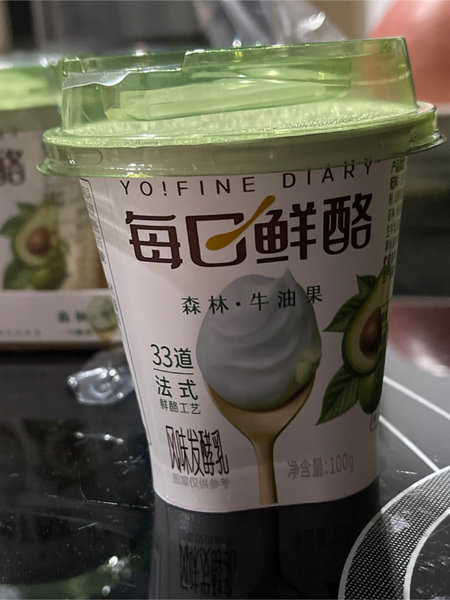 YO!FINE DIARY
每日鲜酪
森林·牛油果
33道
法式
鲜酪工艺
风味发酵乳
图案仅供参考
净含量:100g
酪